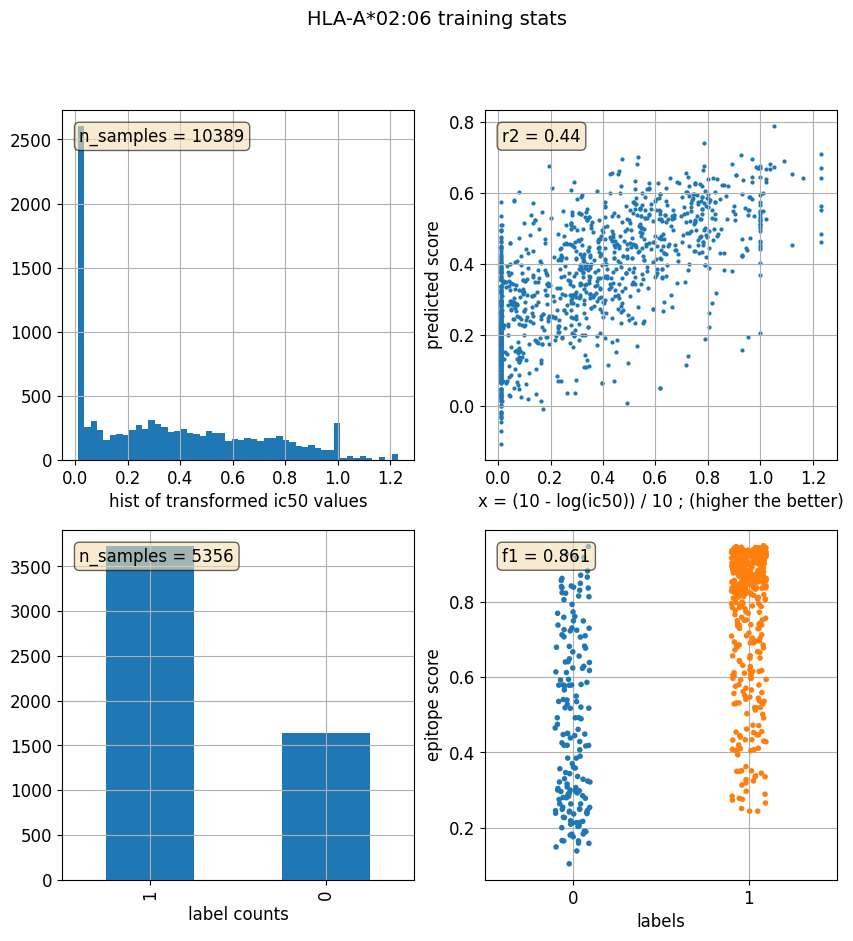 HLA-A*02:06 training stats
n_samples = 10389
2500
2000
1500
1000
500
0
0.0 0.2 0.4 0.6 0.8 1.0 1.2
hist of transformed ic50 values
r2 = 0.44
predicted score
0.8
0.6
0.4
0.2
0.0
0.0 0.2 0.4 0.6 0.8 1.0 1.2
x = (10 - log(ic50)) / 10 ; (higher the better)
n_samples = 5356
3500
3000
2500
2000
1500
1000
500
0
1 0
label counts
f1 = 0.861
epitope score
0.8
0.6
0.4
0.2
0 1
labels